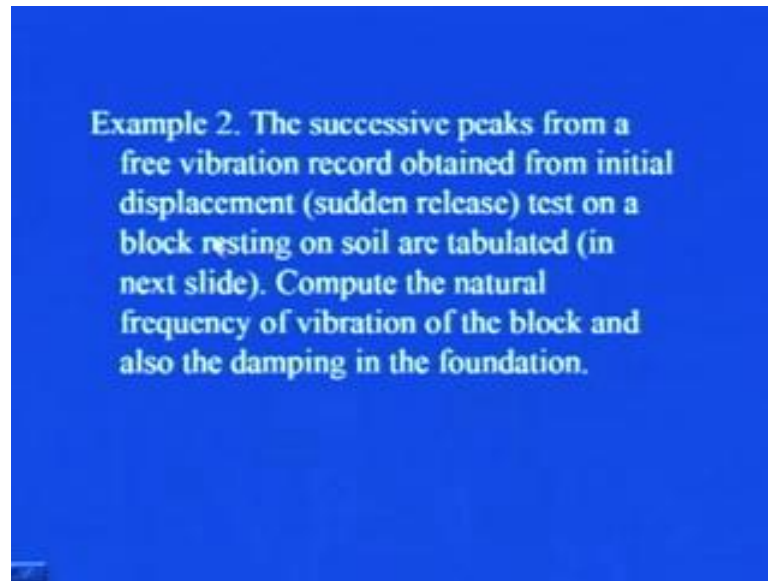 Example 2. The successive peaks from a
free vibration record obtained from initial
displacement (sudden release) test on a
block resting on soil are tabulated (in
next slide). Compute the natural
frequency of vibration of the block and
also the damping in the foundation.